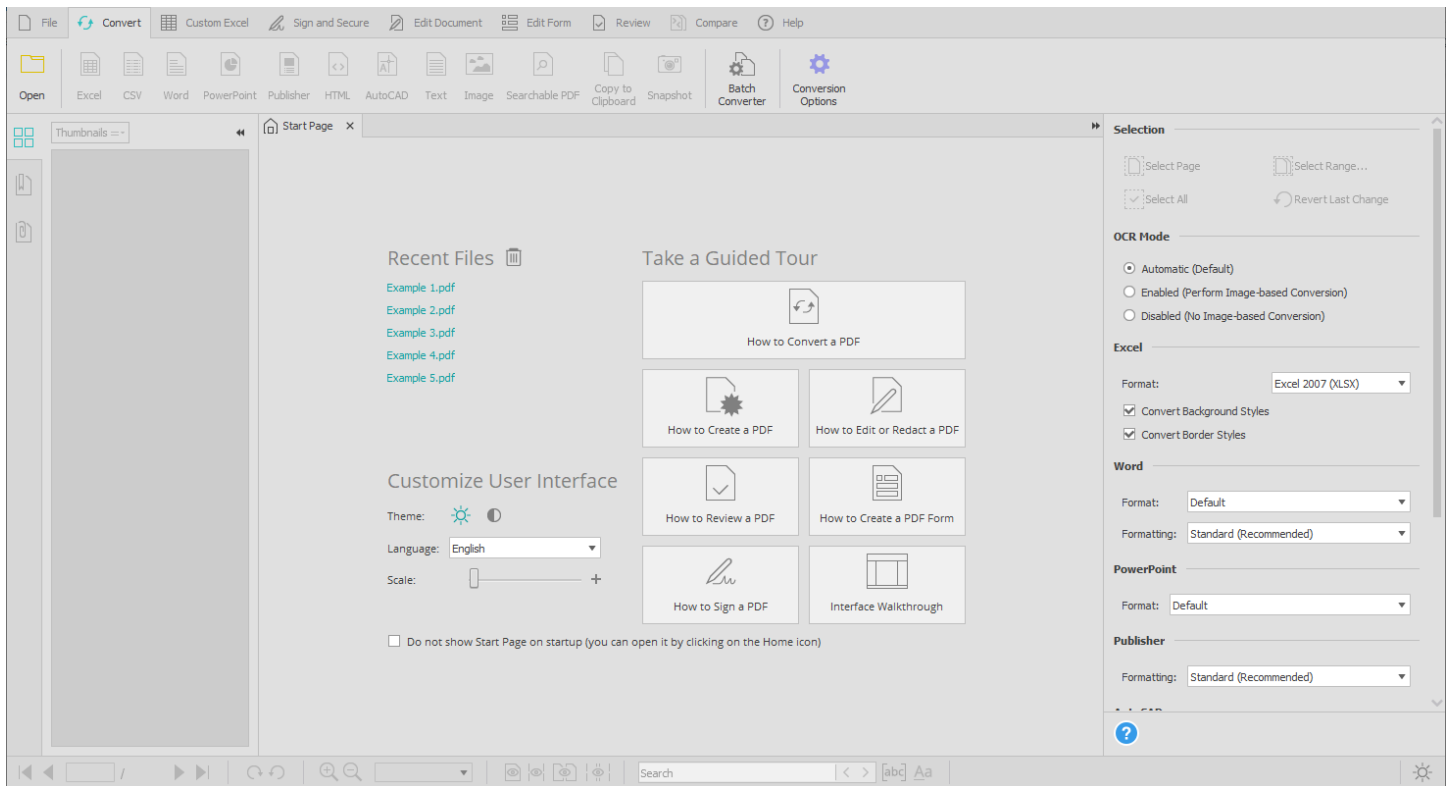 File Convert Custom Excel Sign and Secure Edit Document Edit Form Review Compare Help
Open Excel CSV Word PowerPoint Publisher HTML AutoCAD Text Image Searchable PDF Copy to Clipboard Snapshot Batch Converter Conversion Options
Thumbnails
Start Page
Recent Files
Example 1.pdf
Example 2.pdf
Example 3.pdf
Example 4.pdf
Example 5.pdf
Customize User Interface
Theme:
Language: English
Scale:
Do not show Start Page on startup (you can open it by clicking on the Home icon)
Take a Guided Tour
How to Convert a PDF
How to Create a PDF
How to Edit or Redact a PDF
How to Review a PDF
How to Create a PDF Form
How to Sign a PDF
Interface Walkthrough
Selection
Select Page
Select Range...
Select All
Revert Last Change
OCR Mode
Automatic (Default)
Enabled (Perform Image-based Conversion)
Disabled (No Image-based Conversion)
Excel
Format: Excel 2007 (XLSX)
Convert Background Styles
Convert Border Styles
Word
Format: Default
Formatting: Standard (Recommended)
PowerPoint
Format: Default
Publisher
Formatting: Standard (Recommended)
/
Search
[abc] Aa